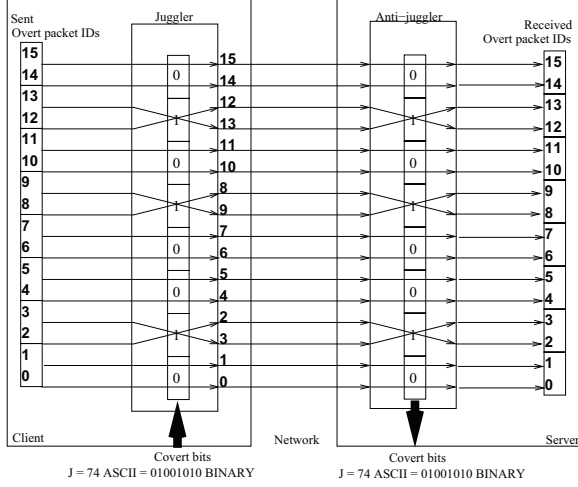 Sent
Overt packet IDs
Juggler
Anti-juggler
Received
Overt packet IDs
15 0 15 0 15
14 14 14
13 1 12 1 13
12 13 12
11 0 11 0 11
10 10 10
9 1 8 1 9
8 9 8
7 0 7 0 7
6 6 6
5 0 5 0 5
4 4 4
3 1 2 1 3
2 3 2
1 0 1 0 1
0 0 0
Client
Network
Server
Covert bits
J = 74 ASCII = 01001010 BINARY
Covert bits
J = 74 ASCII = 01001010 BINARY